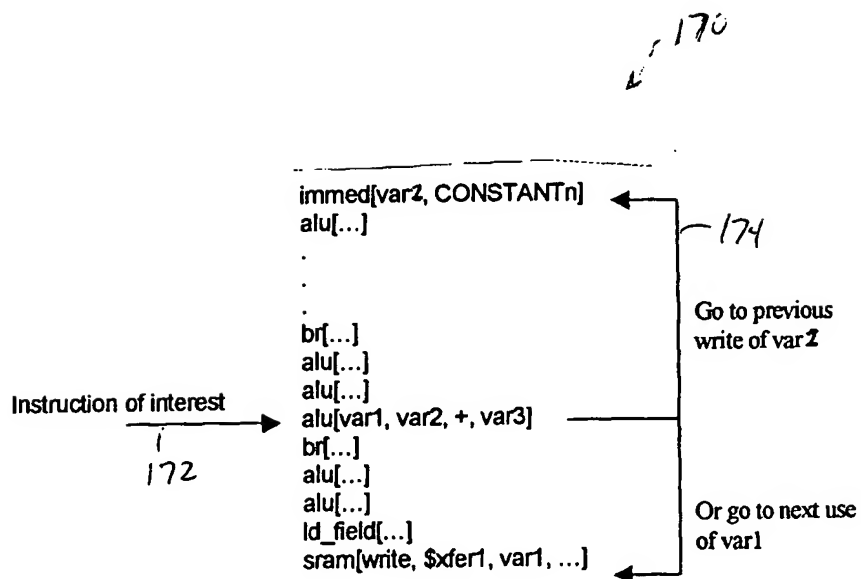 170
immed[var2, CONSTANTn]
alu[...]
.
.
.
br[...]
alu[...]
alu[...]
alu[var1, var2, +, var3]
br[...]
alu[...]
alu[...]
ld_field[...]
sram[write, $xfer1, var1, ...]
Instruction of interest
172
174
Go to previous
write of var2
Or go to next use
of var1